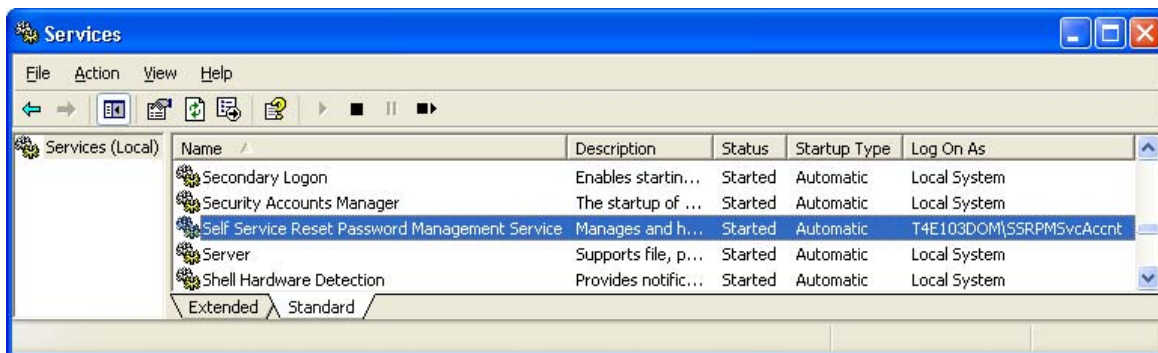 Services
File Action View Help
Services (Local)
Name Description Status Startup Type Log On As
Secondary Logon Enables startin... Started Automatic Local System
Security Accounts Manager The startup of ... Started Automatic Local System
Self Service Reset Password Management Service Manages and h... Started Automatic T4E103DOM\SSRPMSvcAccnt
Server Supports file, p... Started Automatic Local System
Shell Hardware Detection Provides notific... Started Automatic Local System
Extended Standard